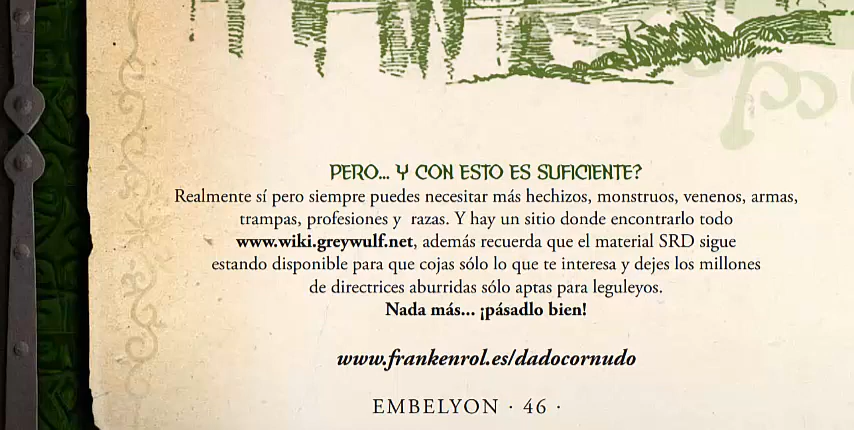 PERO... Y CON ESTO ES SUFICIENTE?
Realmente sí pero siempre puedes necesitar más hechizos, monstruos, venenos, armas,
trampas, profesiones y razas. Y hay un sitio donde encontrarlo todo
www.wiki.greywulf.net, además recuerda que el material SRD sigue
estando disponible para que cojas sólo lo que te interesa y dejes los millones
de directrices aburridas sólo aptas para leguleyos.
Nada más... ¡pásadlo bien!
www.frankenrol.es/dadocornudo
EMBELYON · 46 ·